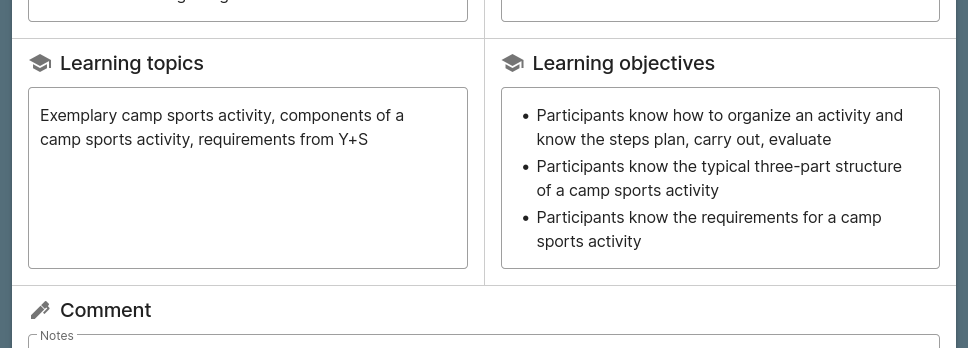 Learning topics
Exemplary camp sports activity, components of a
camp sports activity, requirements from Y+S
Learning objectives
• Participants know how to organize an activity and
know the steps plan, carry out, evaluate
• Participants know the typical three-part structure
of a camp sports activity
• Participants know the requirements for a camp
sports activity
Comment
Notes